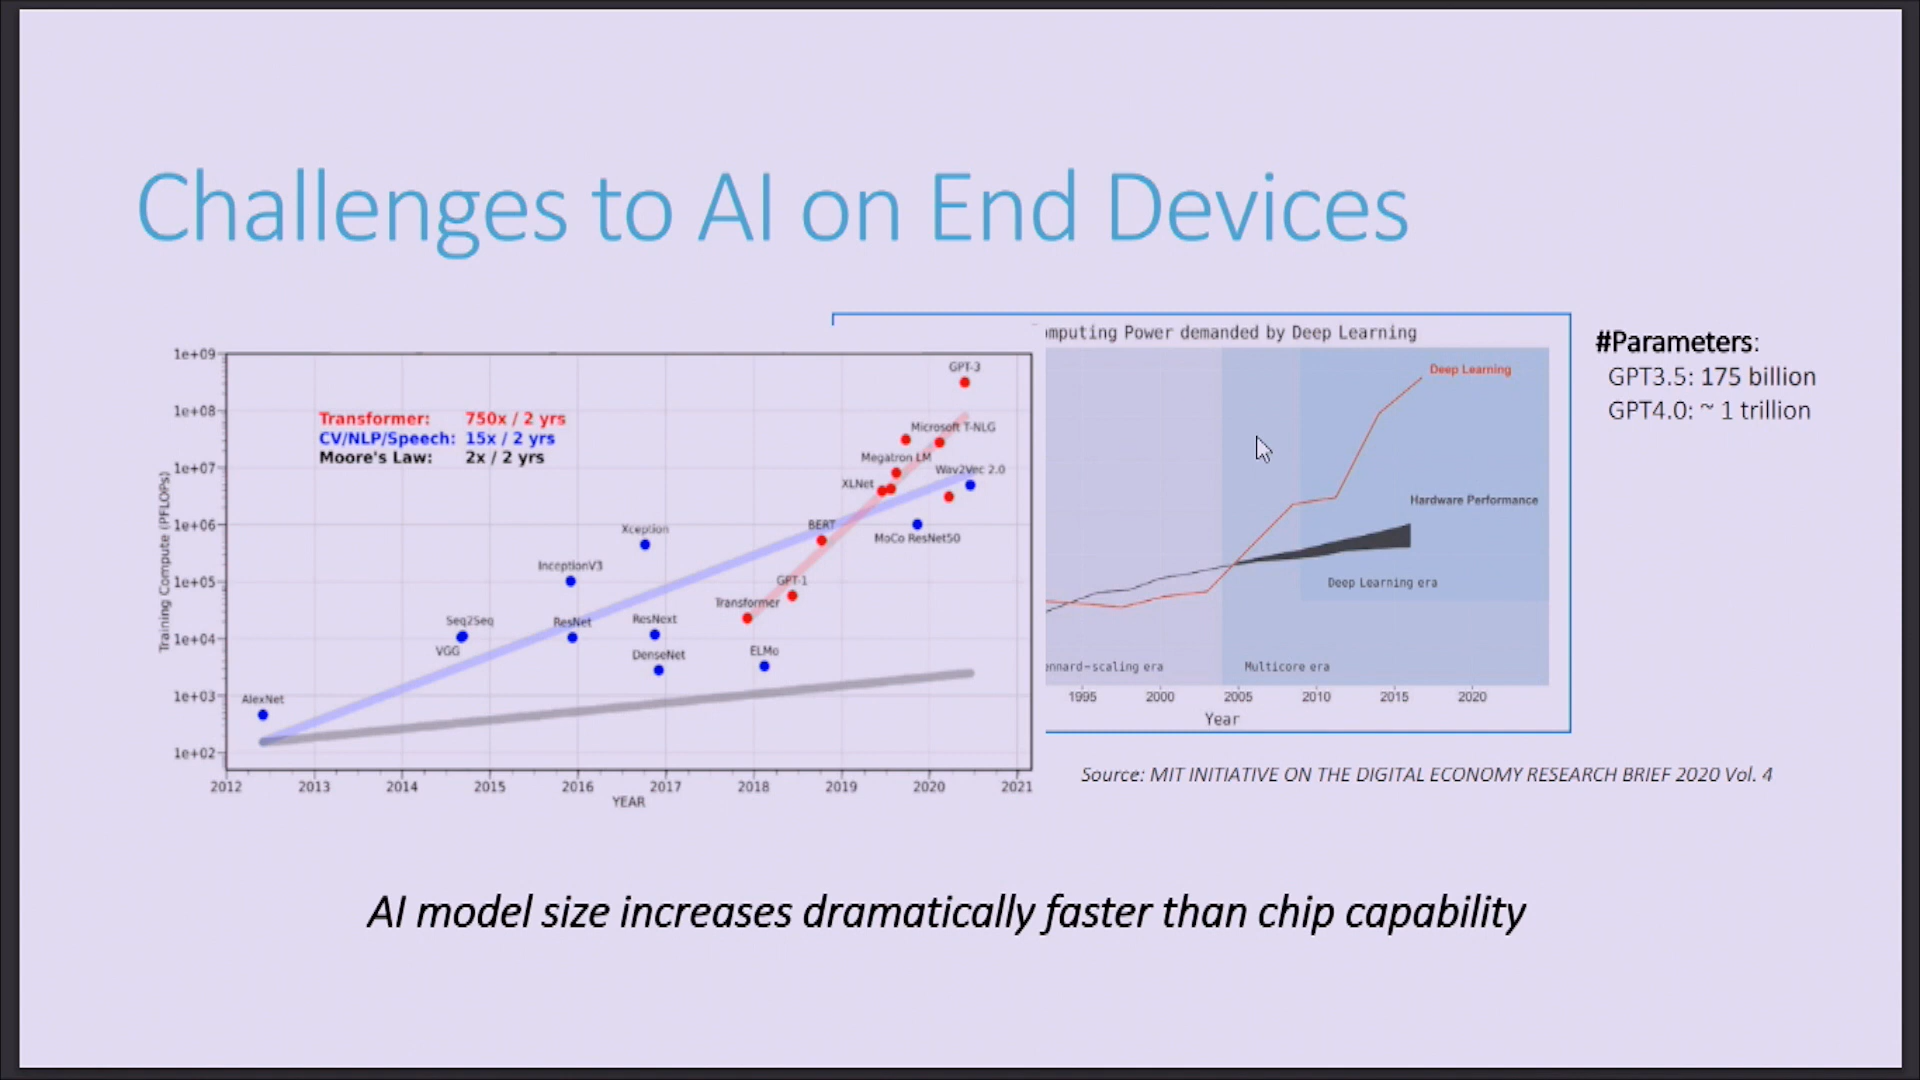 Challenges to AI on End Devices
1e+09
1e+08
1e+07
1e+06
1e+05
1e+04
1e+03
1e+02
Training Compute (PFLOPs)
Transformer: 750x / 2 yrs
CV/NLP/Speech: 15x / 2 yrs
Moore's Law: 2x / 2 yrs
GPT-3
Microsoft T-NLG
Megatron LM
Wav2Vec 2.0
XLNet
BERT
MoCo ResNet50
Xception
InceptionV3
GPT-1
Transformer
Seq2Seq
ResNet
ResNext
VGG
DenseNet
ELMo
AlexNet
2012 2013 2014 2015 2016 2017 2018 2019 2020 2021
YEAR
mputing Power demanded by Deep Learning
Deep Learning
Hardware Performance
Deep Learning era
ennard-scaling era
Multicore era
1995 2000 2005 2010 2015 2020
Year
#Parameters:
GPT3.5: 175 billion
GPT4.0: ~ 1 trillion
Source: MIT INITIATIVE ON THE DIGITAL ECONOMY RESEARCH BRIEF 2020 Vol. 4
AI model size increases dramatically faster than chip capability